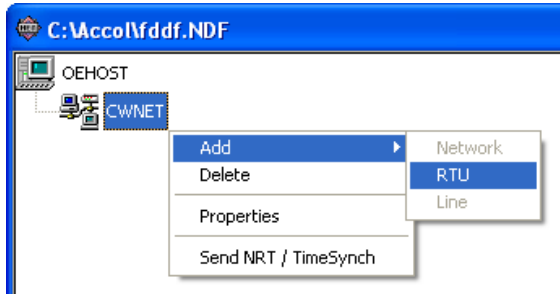 C:\Accol\fddf.NDF
OEHOST
CWNET
Add
Network
Delete
RTU
Line
Properties
Send NRT / TimeSynch